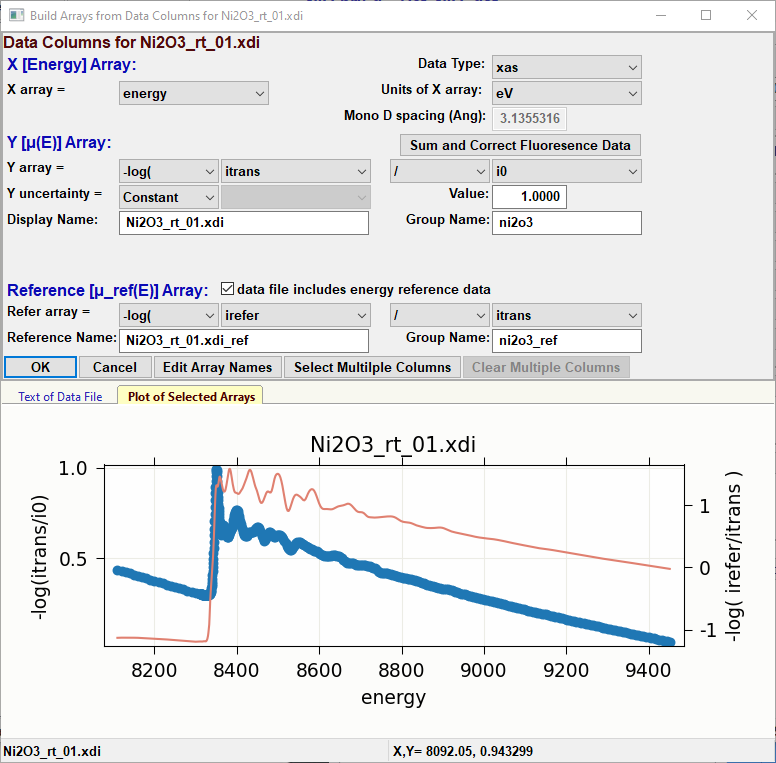 Build Arrays from Data Columns for Ni2O3_rt_01.xdi
Data Columns for Ni2O3_rt_01.xdi
X [Energy] Array:
Data Type: xas
X array = energy
Units of X array: eV
Mono D spacing (Ang): 3.1355316
Y [μ(E)] Array:
Sum and Correct Fluoresence Data
Y array = -log( itrans / i0
Y uncertainty = Constant
Value: 1.0000
Display Name: Ni2O3_rt_01.xdi
Group Name: ni2o3
Reference [μ_ref(E)] Array: data file includes energy reference data
Refer array = -log( irefer / itrans
Reference Name: Ni2O3_rt_01.xdi_ref
Group Name: ni2o3_ref
OK Cancel Edit Array Names Select Multilple Columns Clear Multiple Columns
Text of Data File Plot of Selected Arrays
Ni2O3_rt_01.xdi
1.0
0.5
-log(itrans/i0)
1
0
-1
-log( irefer/itrans )
8200 8400 8600 8800 9000 9200 9400
energy
Ni2O3_rt_01.xdi
X,Y= 8092.05, 0.943299